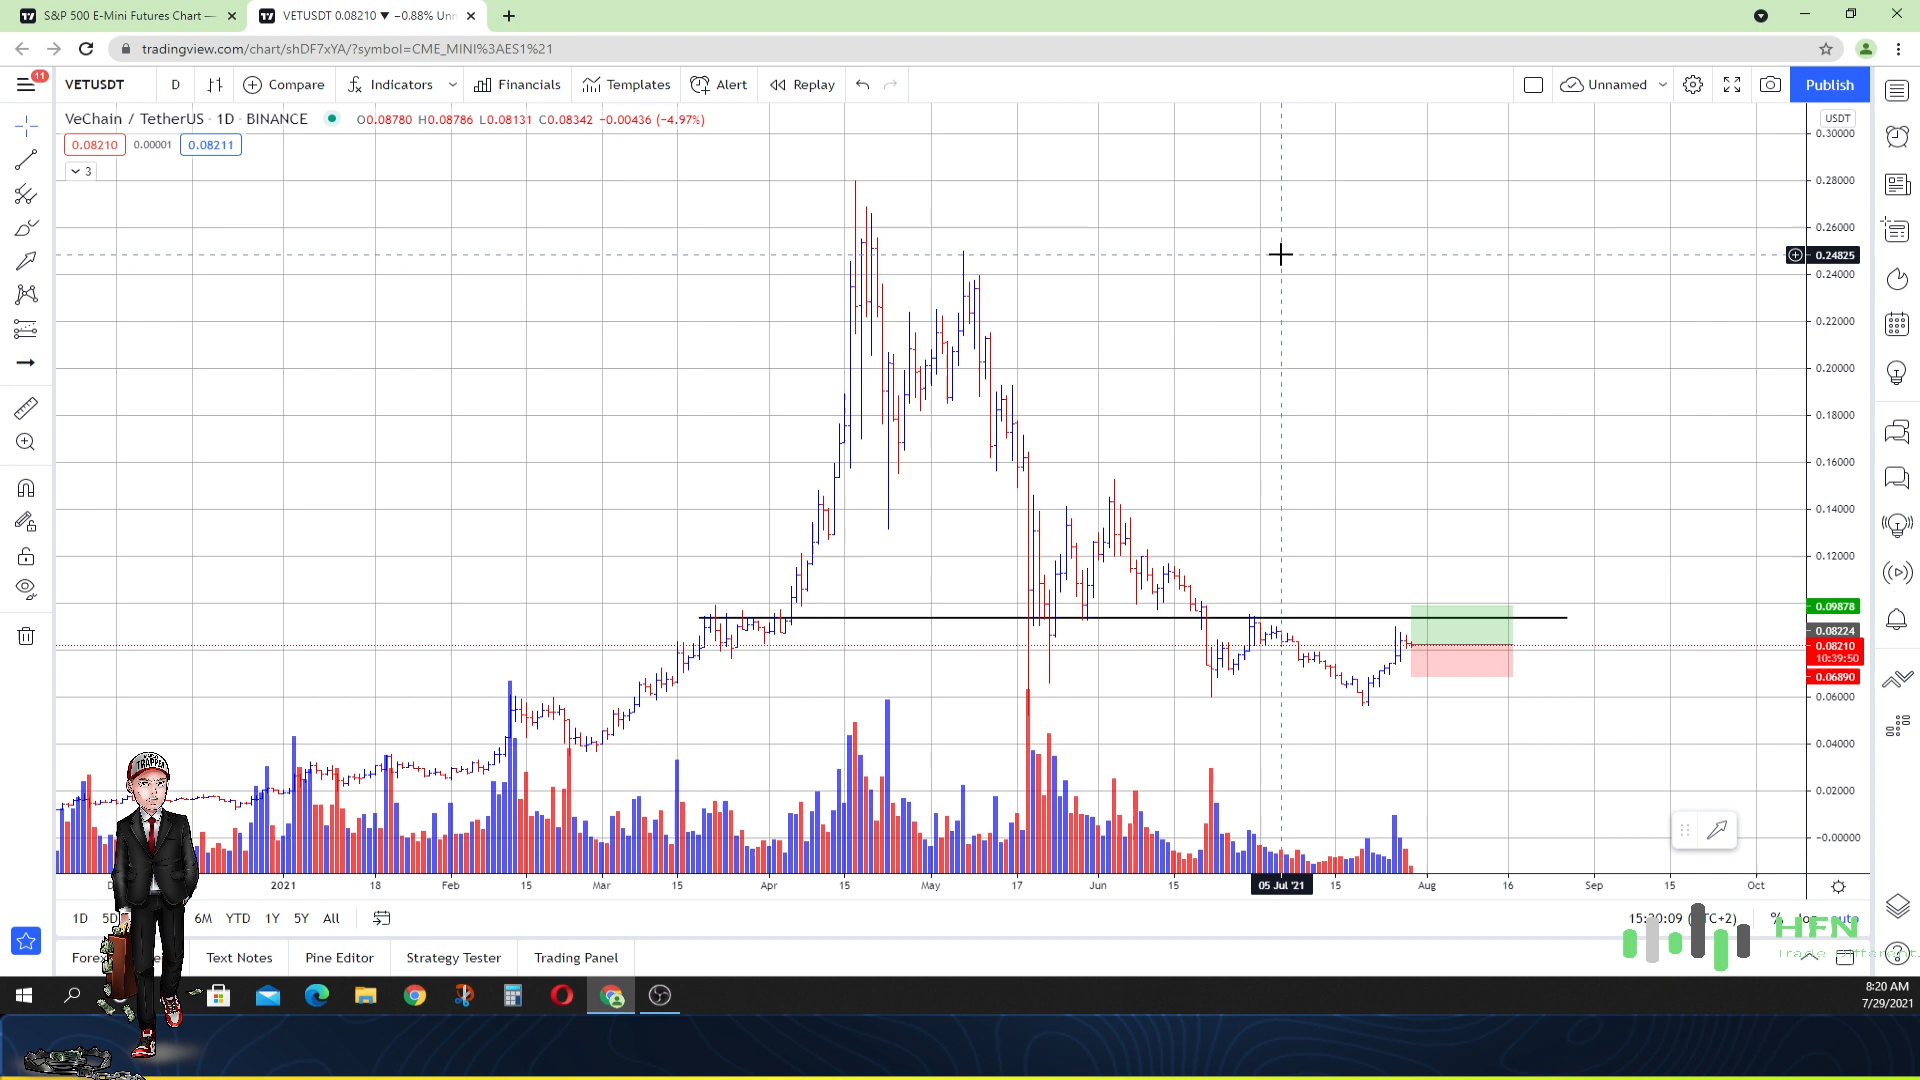 S&P 500 E-Mini Futures Chart —
VETUSDT 0.08210 ▼ −0.88% Unn
tradingview.com/chart/shDF7xYA/?symbol=CME_MINI%3AES1%21
11
VETUSDT
D
Compare
Indicators
Financials
Templates
Alert
Replay
Unnamed
Publish
VeChain / TetherUS · 1D · BINANCE
O0.08780 H0.08786 L0.08131 C0.08342 −0.00436 (−4.97%)
0.08210
0.00001
0.08211
3
USDT
0.30000
0.28000
0.26000
0.24825
0.24000
0.22000
0.20000
0.18000
0.16000
0.14000
0.12000
0.09878
0.08224
0.08210
10:39:50
0.06890
0.06000
0.04000
0.02000
−0.00000
2021
18
Feb
15
Mar
15
Apr
15
May
17
Jun
15
05 Jul '21
15
Aug
16
Sep
15
Oct
1D
5D
6M
YTD
1Y
5Y
All
%
auto
TRAPPER
HFN
Trade Different.
Text Notes
Pine Editor
Strategy Tester
Trading Panel
8:20 AM
7/29/2021